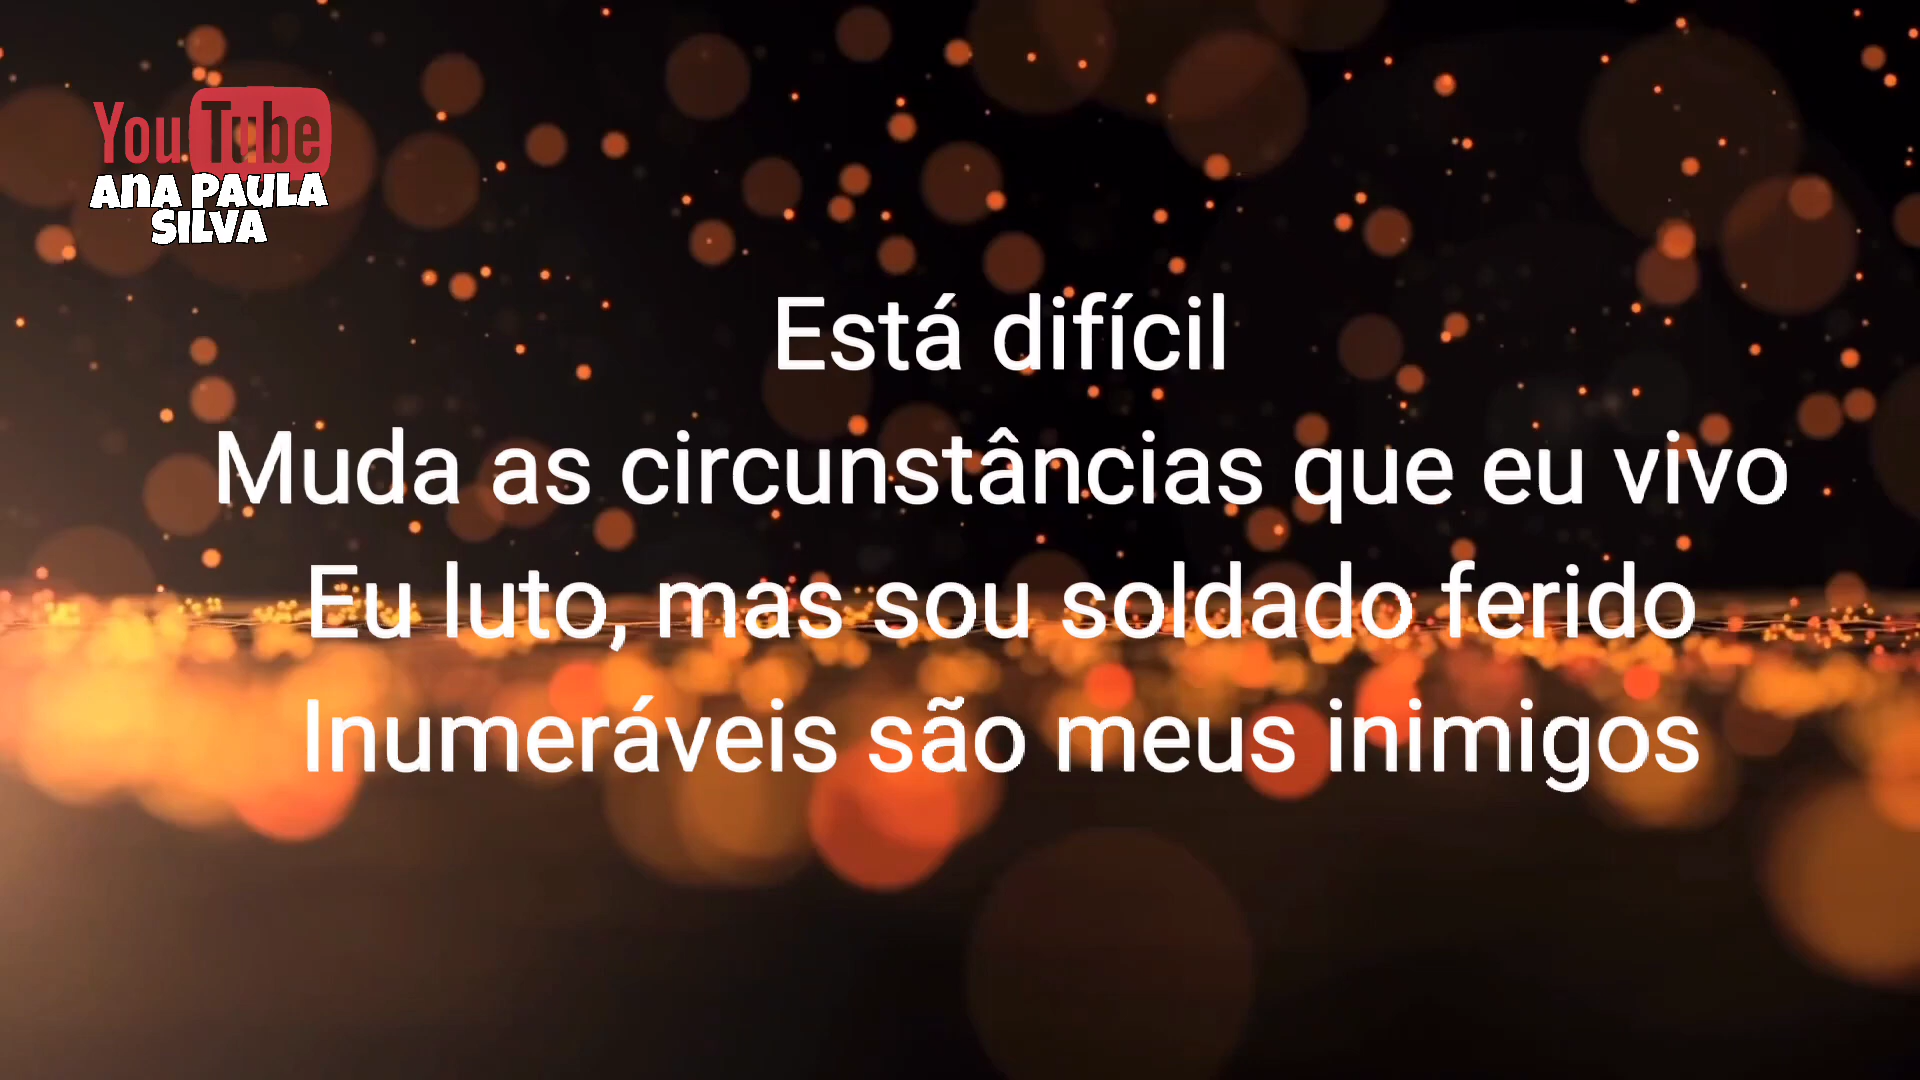 YouTube
ANA PAULA
SILVA
Está difícil
Muda as circunstâncias que eu vivo
Eu luto, mas sou soldado ferido
Inumeráveis são meus inimigos